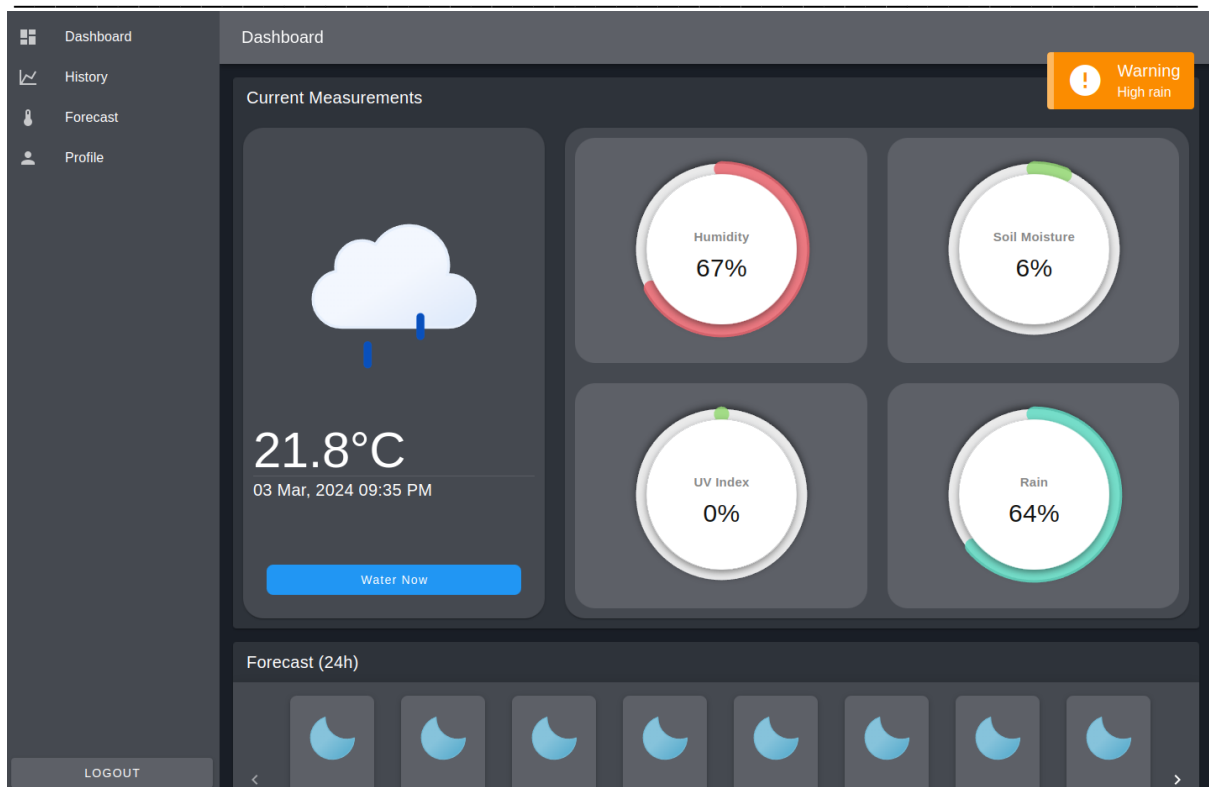 Dashboard
History
Forecast
Profile
LOGOUT
Dashboard
Warning
High rain
Current Measurements
21.8°C
03 Mar, 2024 09:35 PM
Water Now
Humidity
67%
Soil Moisture
6%
UV Index
0%
Rain
64%
Forecast (24h)